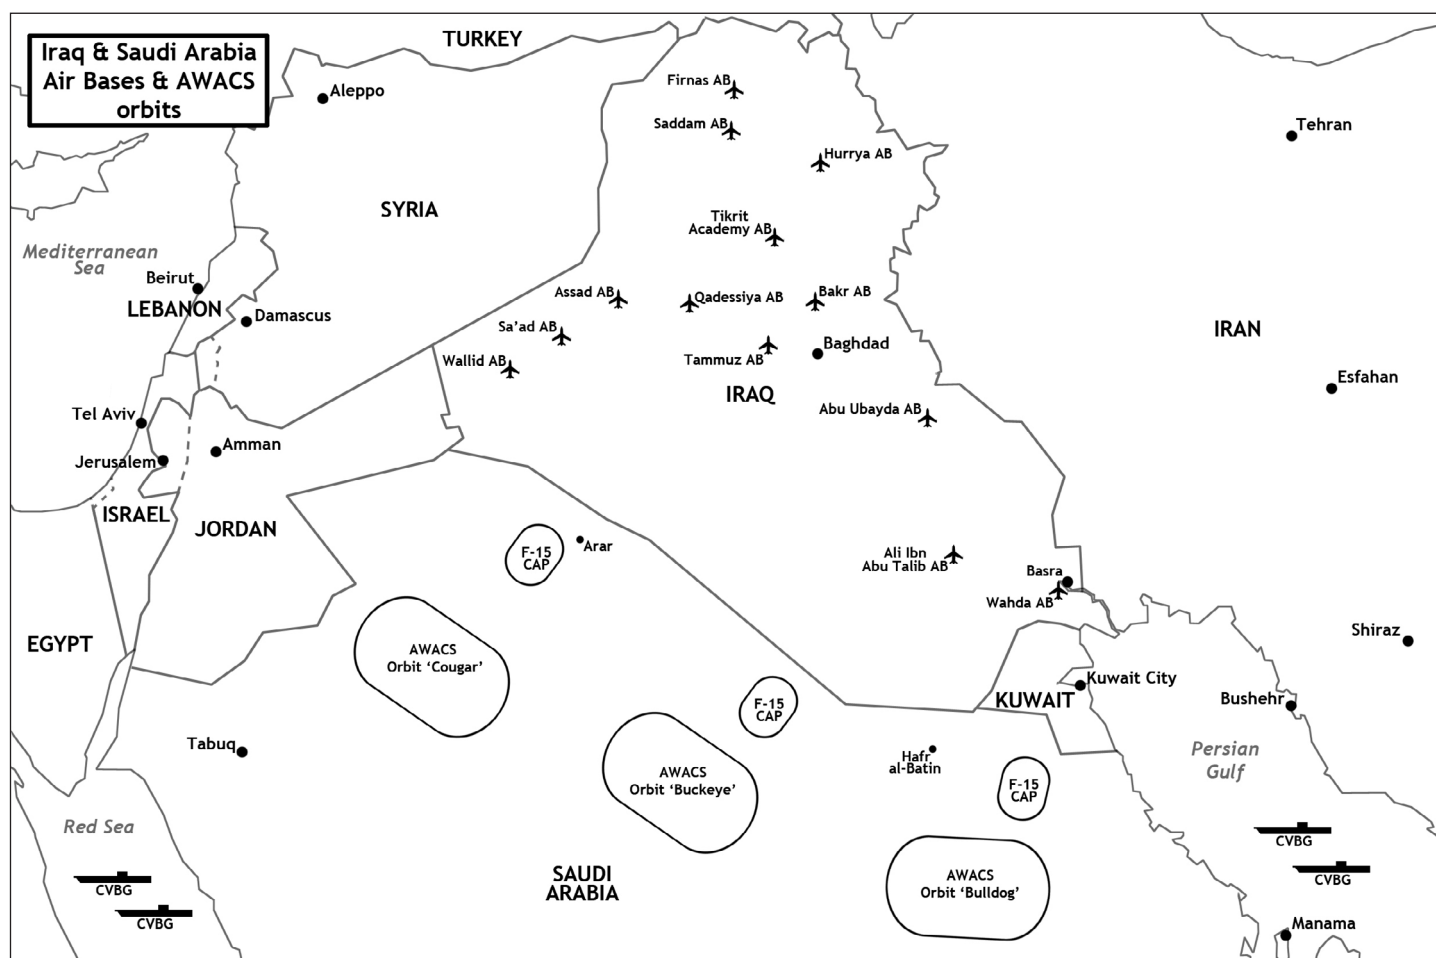 Iraq & Saudi Arabia
Air Bases & AWACS
orbits
TURKEY
Aleppo
Firnas AB
Saddam AB
Hurrya AB
Tehran
SYRIA
Tikrit
Academy AB
Mediterranean
Sea
Beirut
LEBANON
Damascus
Assad AB
Qadessiya AB
Bakr AB
Sa'ad AB
Wallid AB
Tammuz AB
Baghdad
IRAN
IRAQ
Esfahan
Tel Aviv
Abu Ubayda AB
Amman
Jerusalem
ISRAEL
JORDAN
F-15
CAP
Arar
Ali Ibn
Abu Talib AB
Basra
Wahda AB
EGYPT
AWACS
Orbit ‘Cougar’
Shiraz
Kuwait City
KUWAIT
Bushehr
F-15
CAP
Tabuq
Hafr
al-Batin
Persian
Gulf
AWACS
Orbit ‘Buckeye’
F-15
CAP
Red Sea
CVBG
CVBG
CVBG
CVBG
SAUDI
ARABIA
AWACS
Orbit ‘Bulldog’
Manama